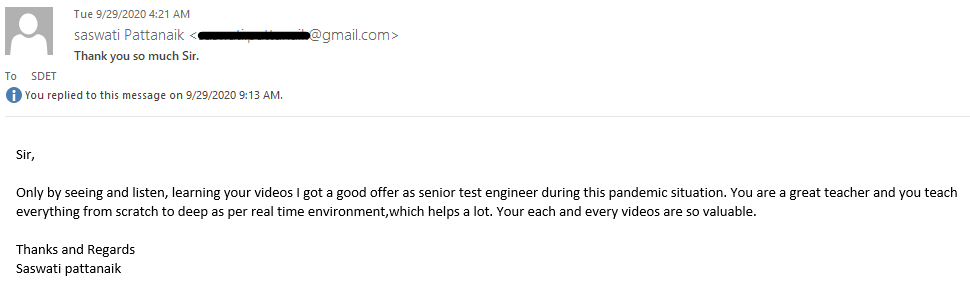 Tue 9/29/2020 4:21 AM
saswati Pattanaik < @gmail.com>
Thank you so much Sir.
To SDET
You replied to this message on 9/29/2020 9:13 AM.
Sir,
Only by seeing and listen, learning your videos I got a good offer as senior test engineer during this pandemic situation. You are a great teacher and you teach
everything from scratch to deep as per real time environment,which helps a lot. Your each and every videos are so valuable.
Thanks and Regards
Saswati pattanaik